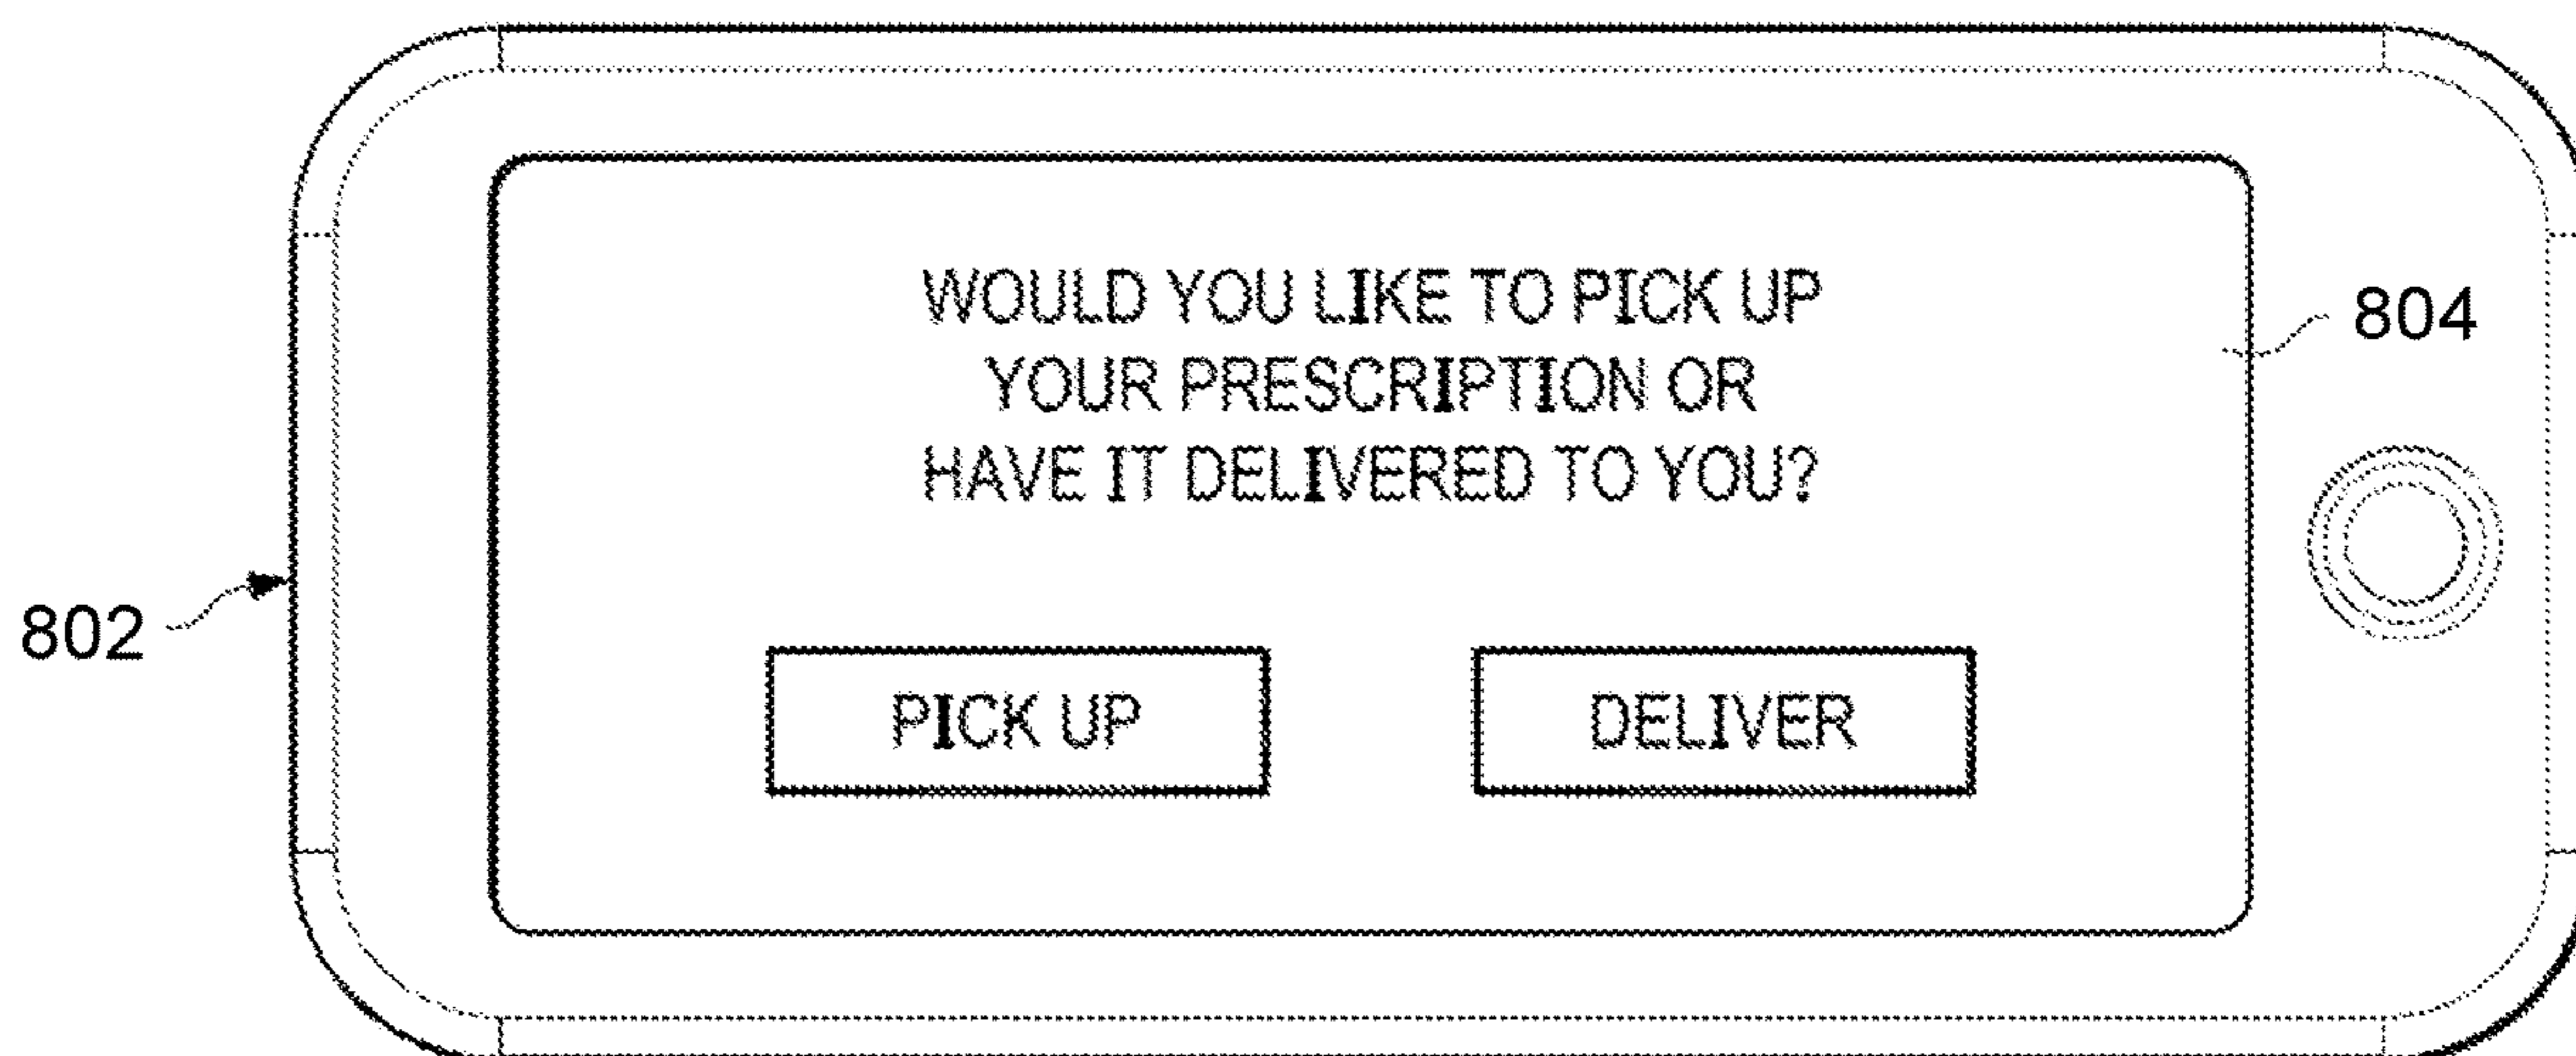 WOULD YOU LIKE TO PICK UP
YOUR PRESCRIPTION OR
HAVE IT DELIVERED TO YOU?
804
802
PICK UP
DELIVER